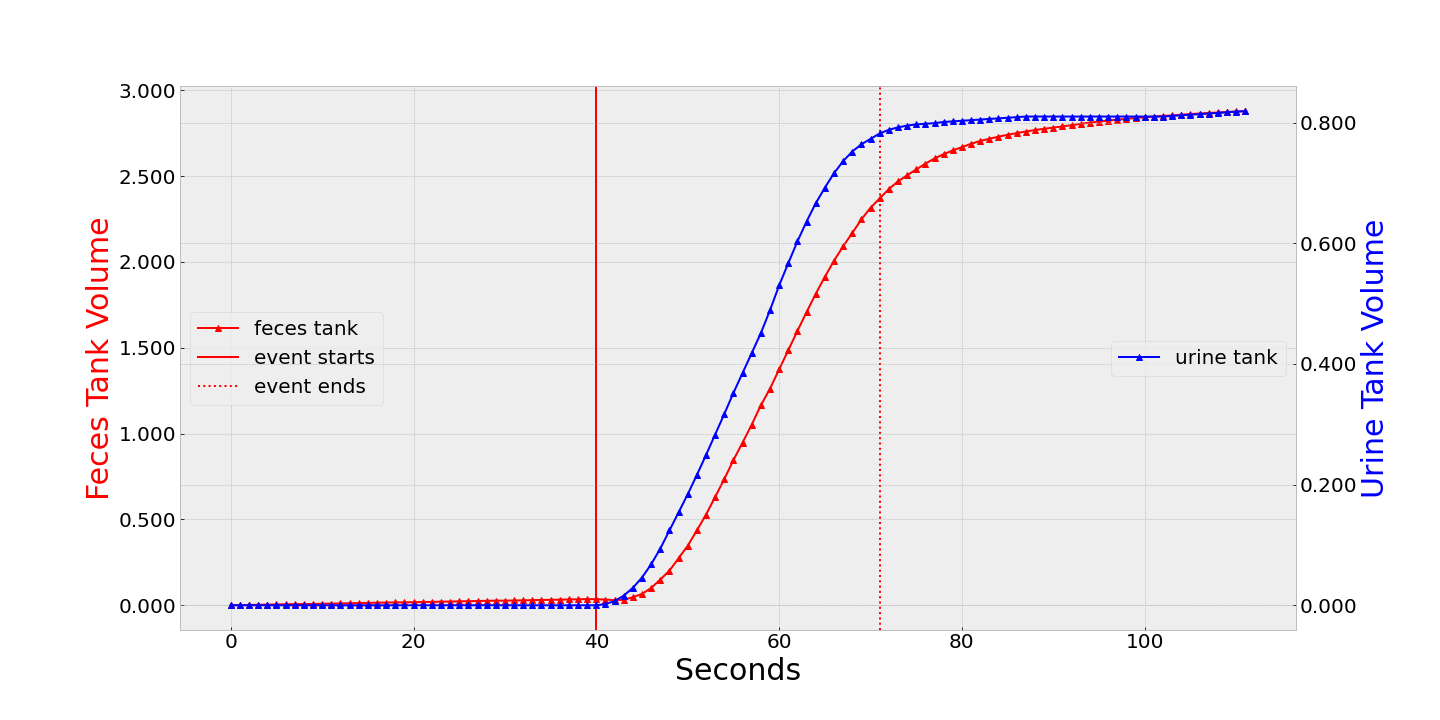 3.000
2.500
2.000
1.500
1.000
0.500
0.000
Feces Tank Volume
feces tank
event starts
event ends
urine tank
0.800
0.600
0.400
0.200
0.000
Urine Tank Volume
0 20 40 60 80 100
Seconds